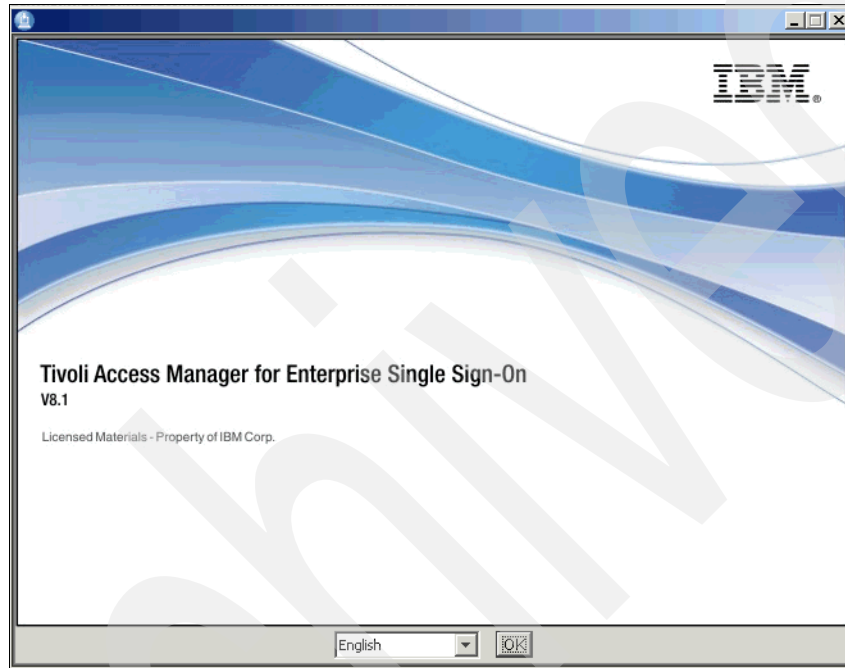 IBM®
Tivoli Access Manager for Enterprise Single Sign-On
V8.1
Licensed Materials - Property of IBM Corp.
English
OK